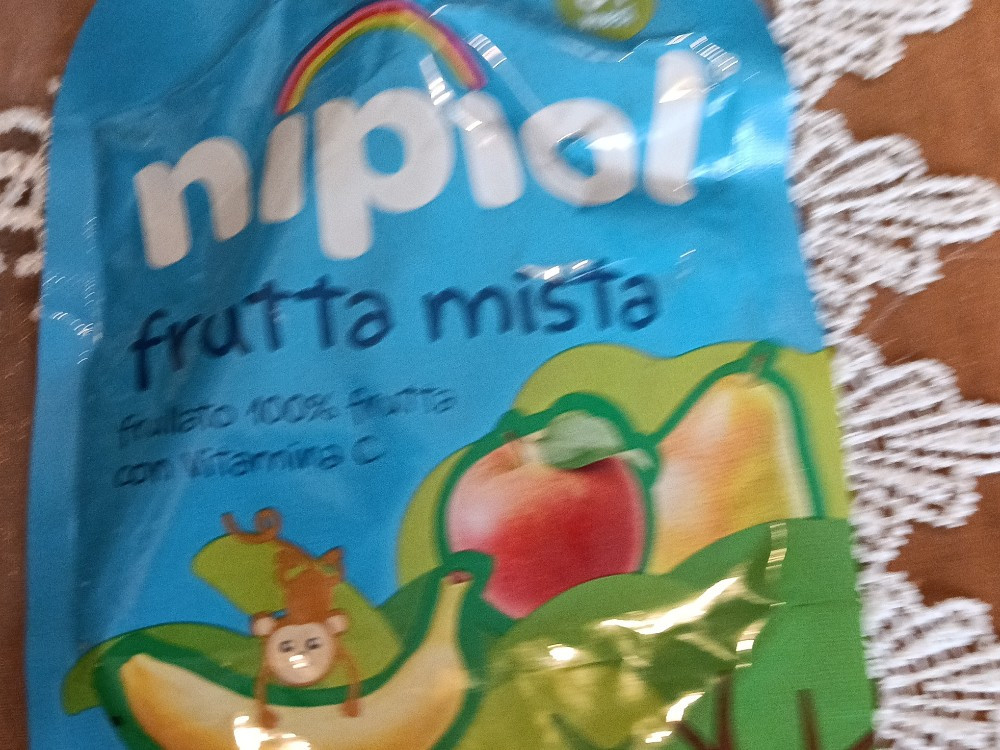 nipiol
frutta mista
frullato 100% frutta
con vitamina C